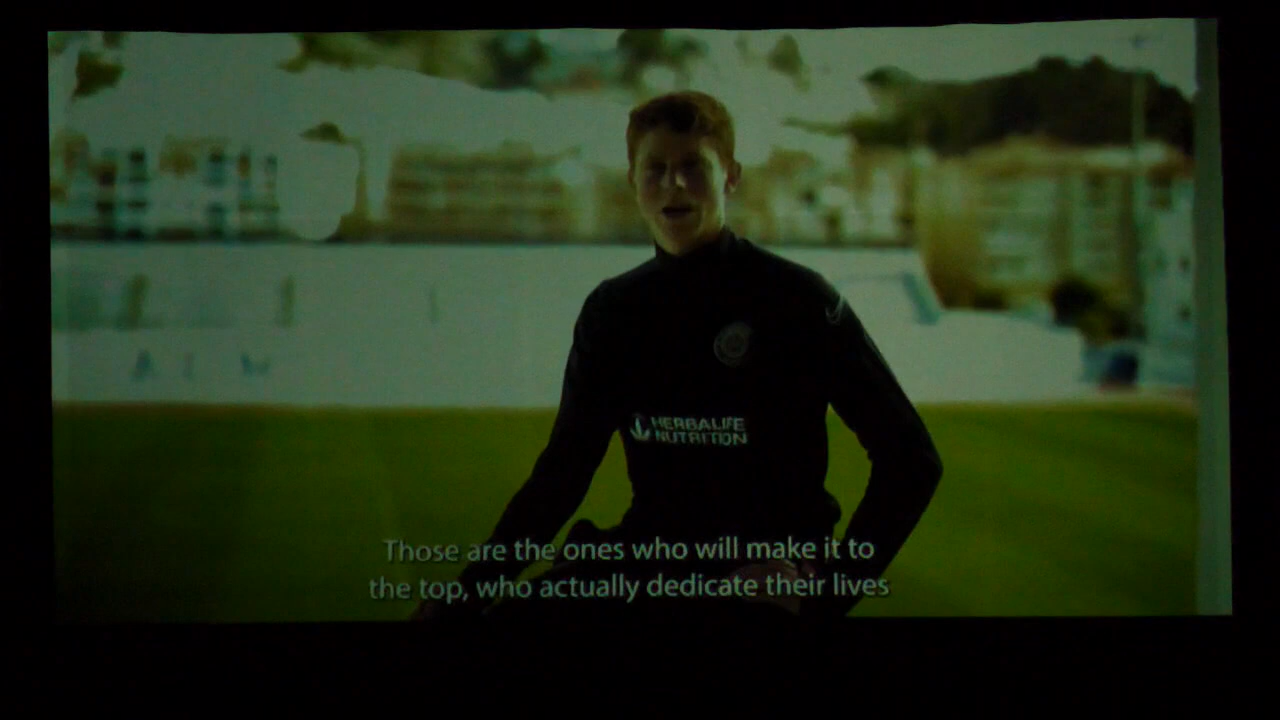 HERBALIFE
NUTRITION
Those are the ones who will make it to
the top, who actually dedicate their lives